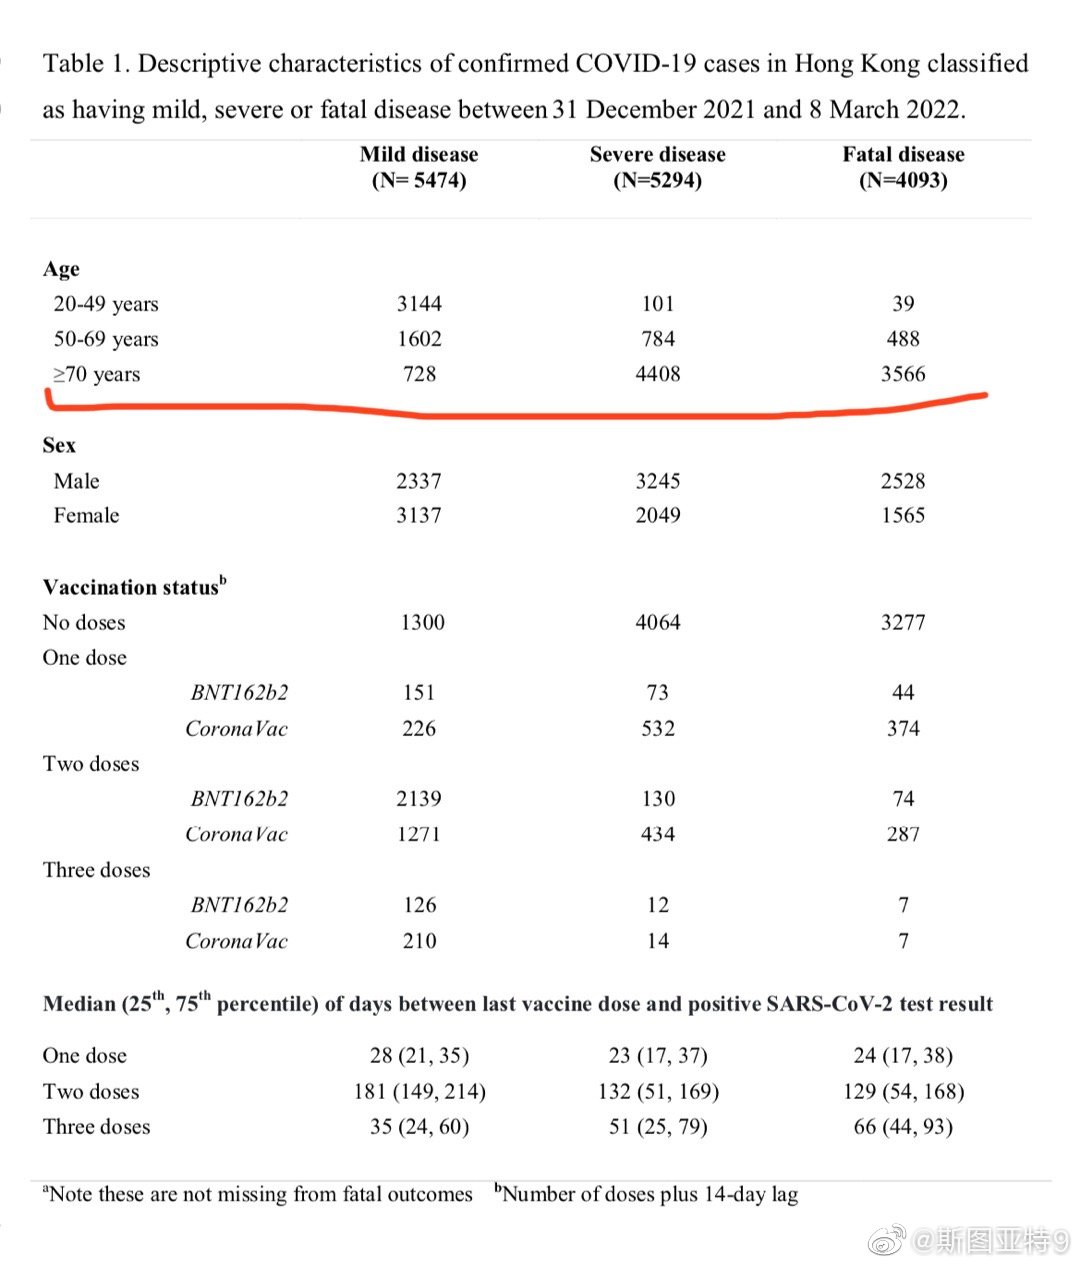 Table 1. Descriptive characteristics of confirmed COVID-19 cases in Hong Kong classified
as having mild, severe or fatal disease between 31 December 2021 and 8 March 2022.
Mild disease Severe disease Fatal disease
(N= 5474) (N=5294) (N=4093)
Age
20-49 years 3144 101 39
50-69 years 1602 784 488
≥70 years 728 4408 3566
Sex
Male 2337 3245 2528
Female 3137 2049 1565
Vaccination statusᵇ
No doses 1300 4064 3277
One dose
BNT162b2 151 73 44
CoronaVac 226 532 374
Two doses
BNT162b2 2139 130 74
CoronaVac 1271 434 287
Three doses
BNT162b2 126 12 7
CoronaVac 210 14 7
Median (25th, 75th percentile) of days between last vaccine dose and positive SARS-CoV-2 test result
One dose 28 (21, 35) 23 (17, 37) 24 (17, 38)
Two doses 181 (149, 214) 132 (51, 169) 129 (54, 168)
Three doses 35 (24, 60) 51 (25, 79) 66 (44, 93)
ᵃNote these are not missing from fatal outcomes ᵇNumber of doses plus 14-day lag
@斯图亚特9